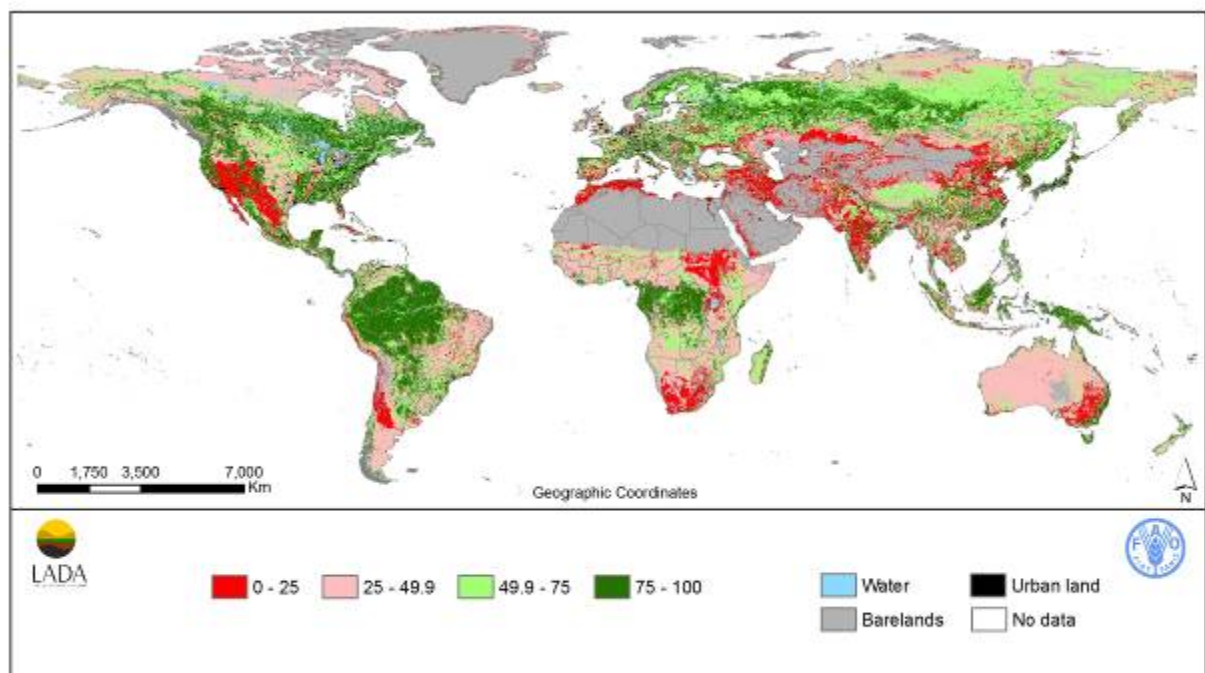 0 1,750 3,500 7,000
Km
Geographic Coordinates
N
LADA
F A O
0 - 25
25 - 49.9
49.9 - 75
75 - 100
Water
Urban land
Barelands
No data